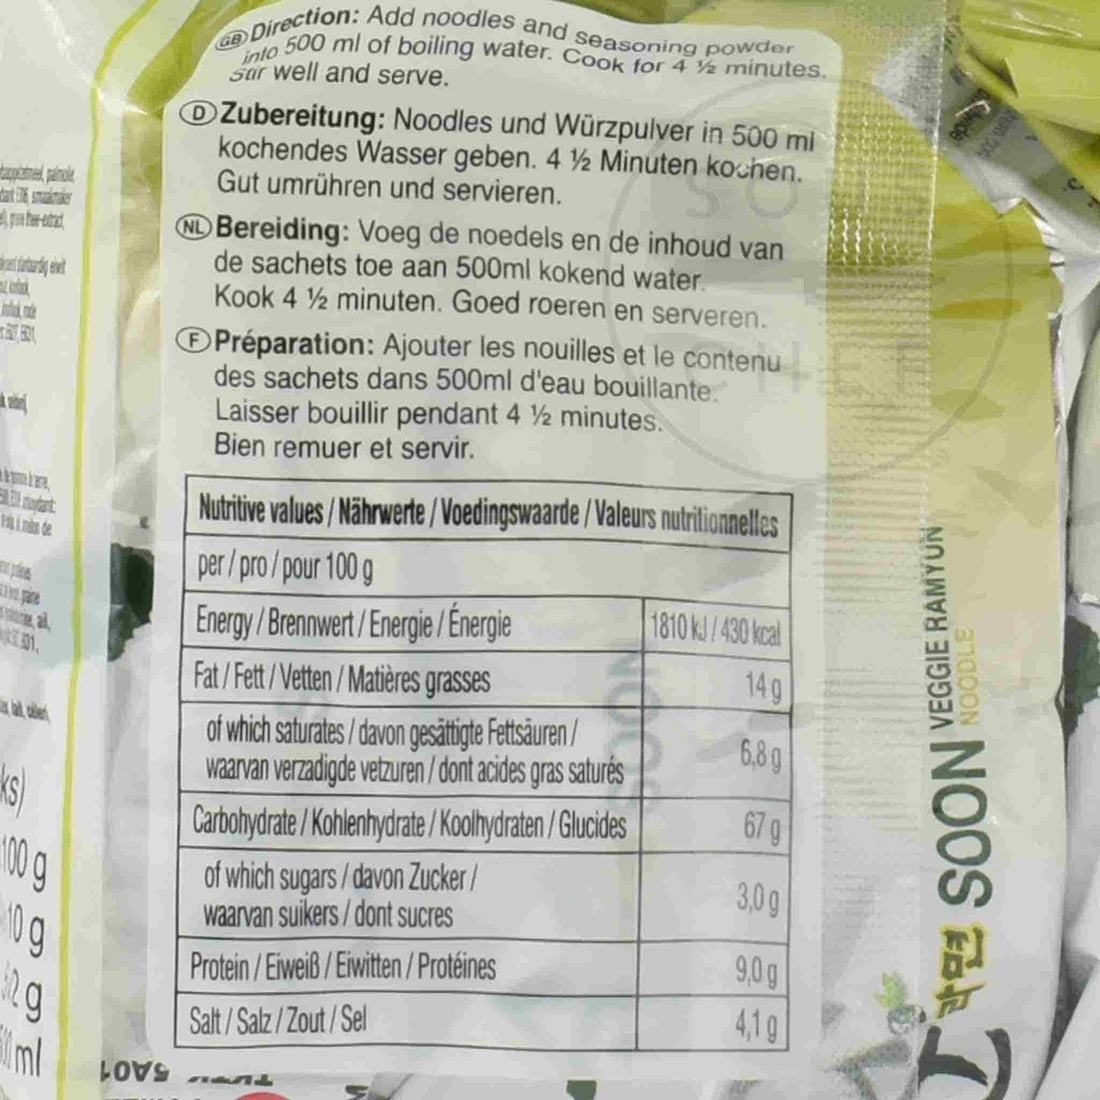 GB Direction: Add noodles and seasoning powder
into 500 ml of boiling water. Cook for 4 ½ minutes.
Stir well and serve.
D Zubereitung: Noodles und Würzpulver in 500 ml
kochendes Wasser geben. 4 ½ Minuten kochen.
Gut umrühren und servieren.
NL Bereiding: Voeg de noedels en de inhoud van
de sachets toe aan 500ml kokend water.
Kook 4 ½ minuten. Goed roeren en serveren.
F Préparation: Ajouter les nouilles et le contenu
des sachets dans 500ml d'eau bouillante.
Laisser bouillir pendant 4 ½ minutes.
Bien remuer et servir.
Nutritive values / Nährwerte / Voedingswaarde / Valeurs nutritionnelles
per / pro / pour 100 g
Energy / Brennwert / Energie / Énergie 1810 kJ / 430 kcal
Fat / Fett / Vetten / Matières grasses 14 g
of which saturates / davon gesättigte Fettsäuren /
waarvan verzadigde vetzuren / dont acides gras saturés 6,8 g
Carbohydrate / Kohlenhydrate / Koolhydraten / Glucides 67 g
of which sugars / davon Zucker /
waarvan suikers / dont sucres 3,0 g
Protein / Eiweiß / Eiwitten / Protéines 9,0 g
Salt / Salz / Zout / Sel 4,1 g
SOON VEGGIE RAMYUN
NOODLE
라면
100 g
10 g
ml